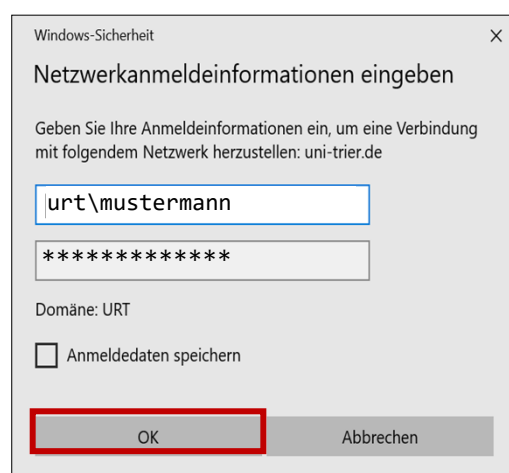 Windows-Sicherheit
Netzwerkanmeldeinformationen eingeben
Geben Sie Ihre Anmeldeinformationen ein, um eine Verbindung
mit folgendem Netzwerk herzustellen: uni-trier.de
urt\mustermann
*************
Domäne: URT
Anmeldedaten speichern
OK
Abbrechen